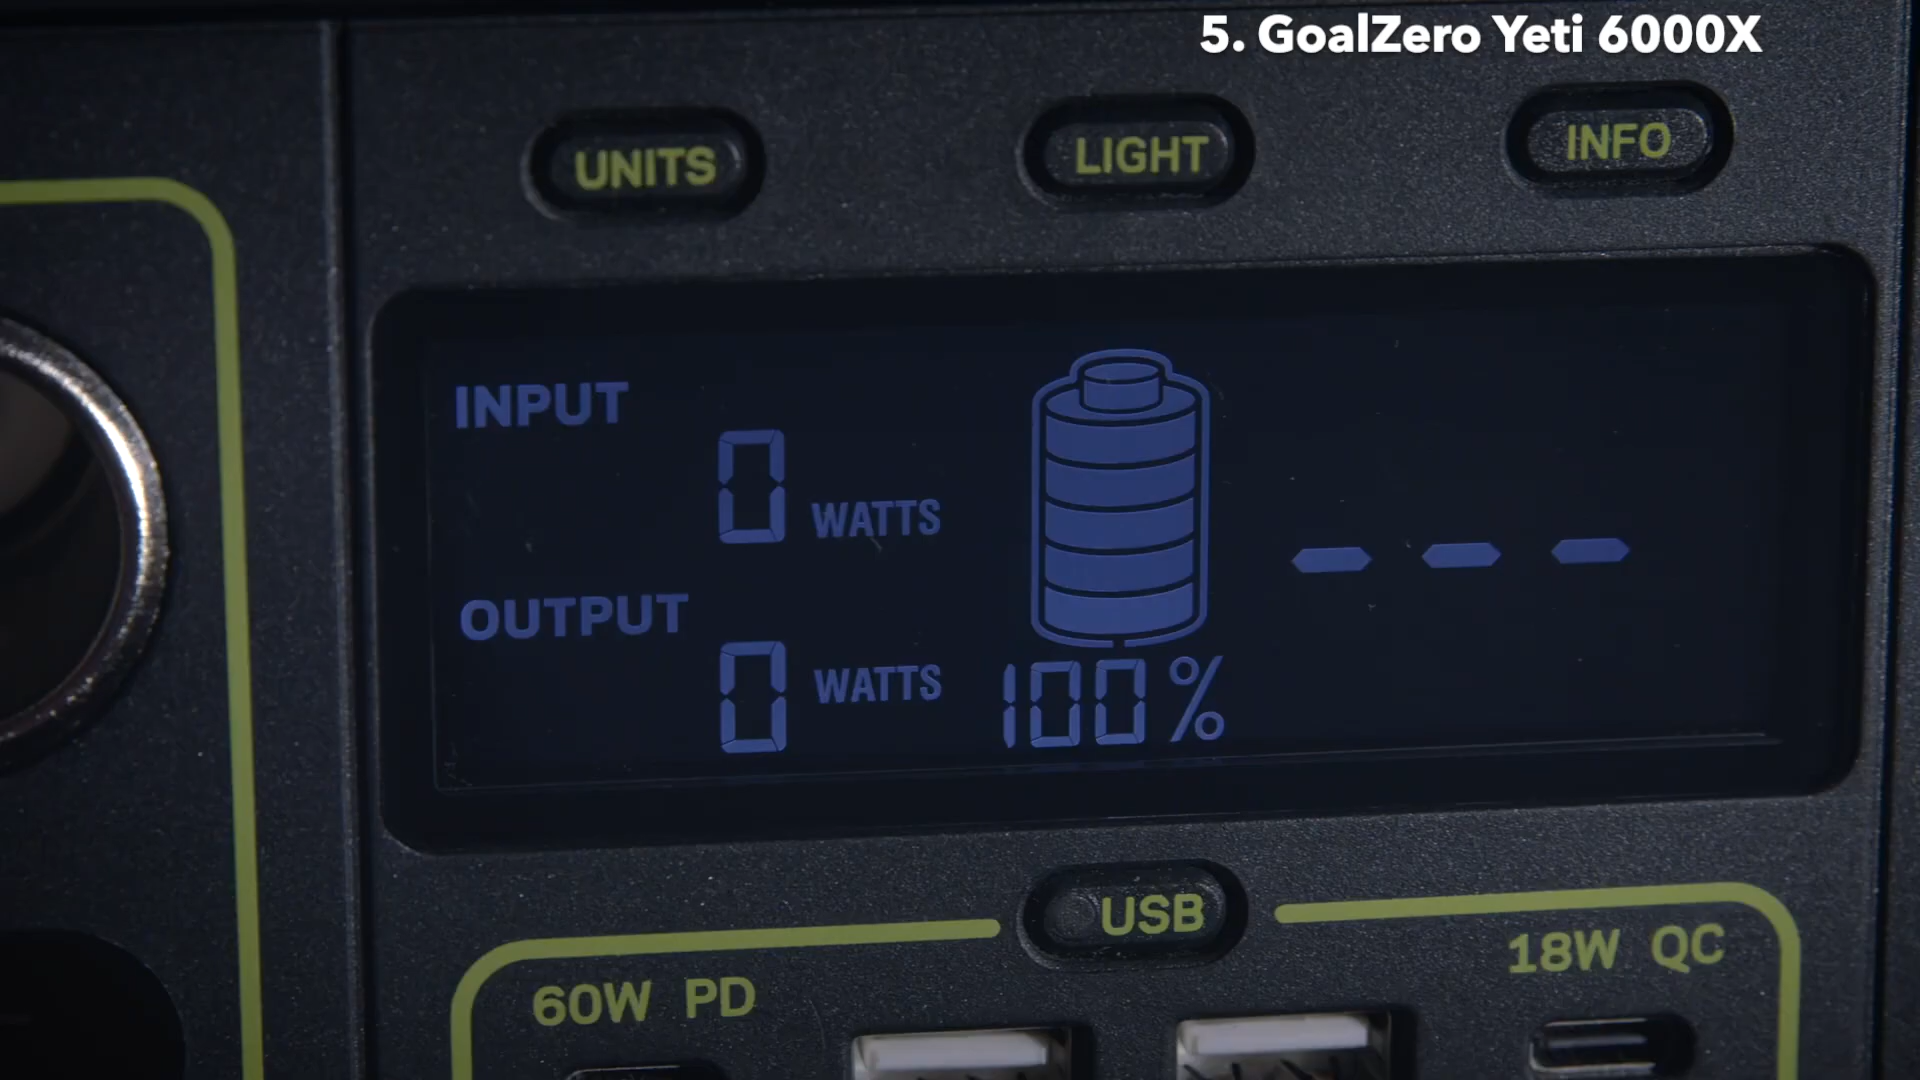 5. GoalZero Yeti 6000X
UNITS
LIGHT
INFO
INPUT
0 WATTS
OUTPUT
0 WATTS
100%
---
USB
60W PD
18W QC